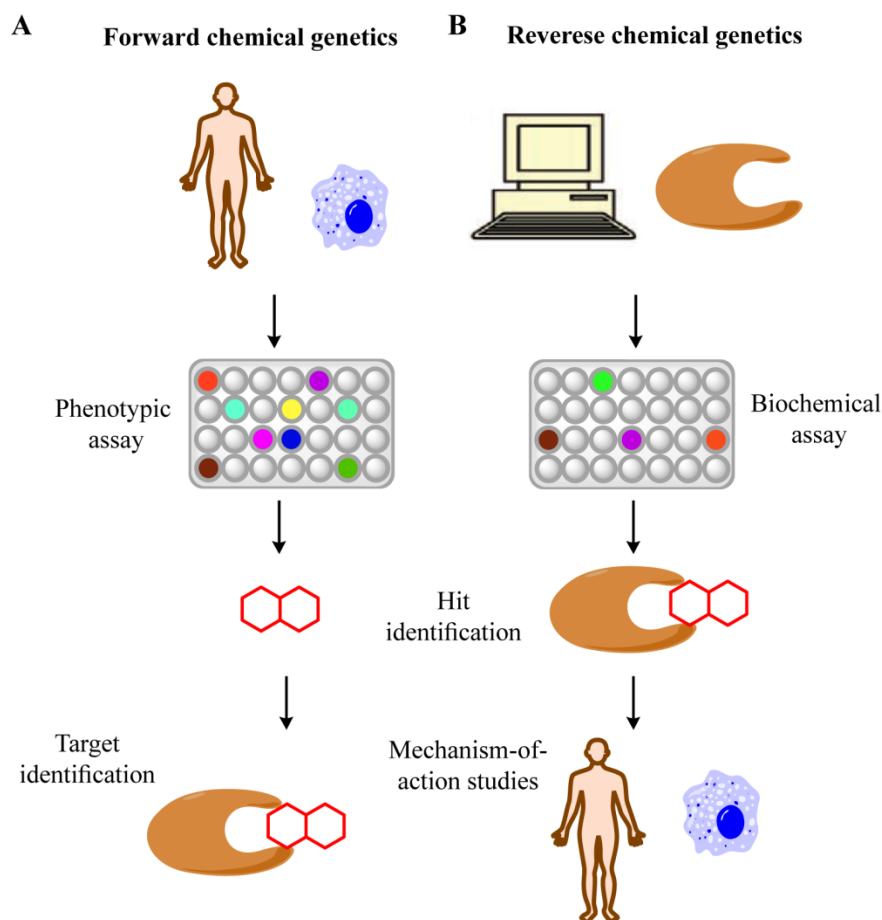 A
Forward chemical genetics
Phenotypic
assay
Target
identification
B
Reverese chemical genetics
Biochemical
assay
Hit
identification
Mechanism-of-
action studies